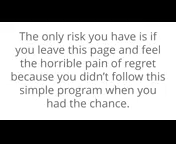 The only risk you have is if
you leave this page and feel
the horrible pain of regret
because you didn't follow this
simple program when you
had the chance.